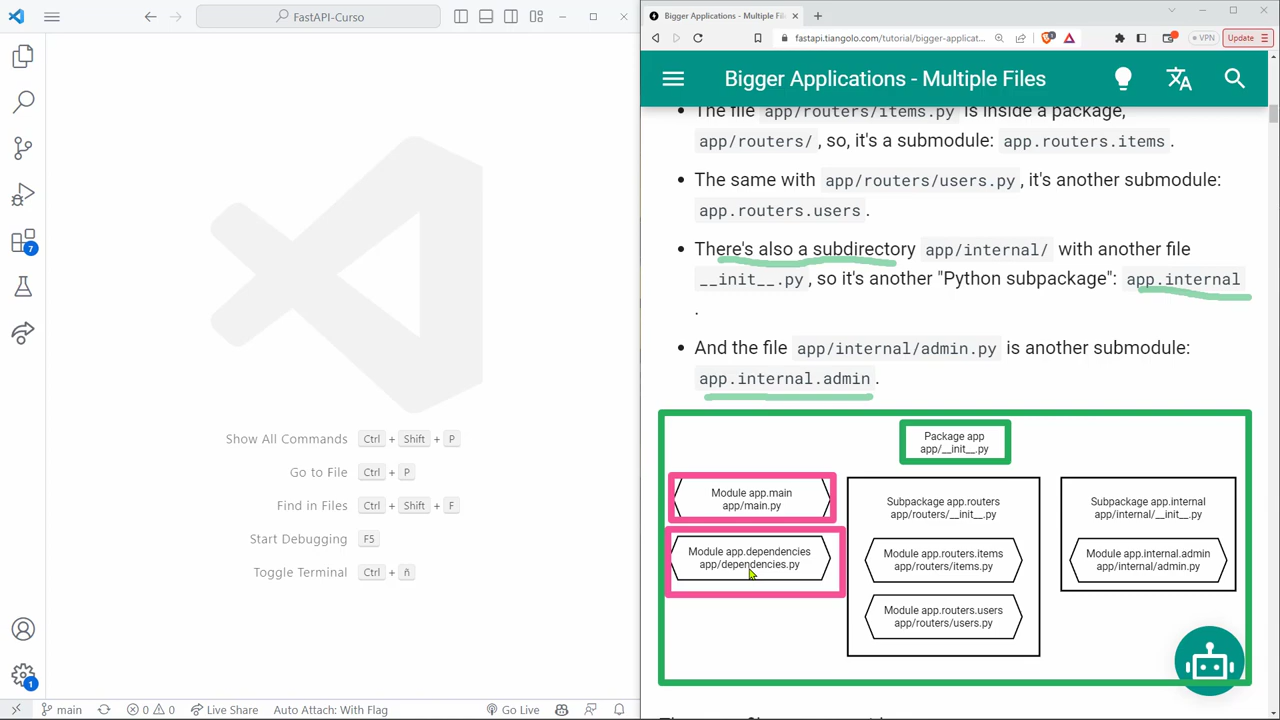 FastAPI-Curso
Bigger Applications - Multiple Files
fastapi.tiangolo.com/tutorial/bigger-applicat...
VPN
Update
Bigger Applications - Multiple Files
The file app/routers/items.py is inside a package,
app/routers/, so, it's a submodule: app.routers.items.
The same with app/routers/users.py, it's another submodule:
app.routers.users.
There's also a subdirectory app/internal/ with another file
__init__.py, so it's another "Python subpackage": app.internal
.
And the file app/internal/admin.py is another submodule:
app.internal.admin.
Package app
app/__init__.py
Module app.main
app/main.py
Module app.dependencies
app/dependencies.py
Subpackage app.routers
app/routers/__init__.py
Module app.routers.items
app/routers/items.py
Module app.routers.users
app/routers/users.py
Subpackage app.internal
app/internal/__init__.py
Module app.internal.admin
app/internal/admin.py
Show All Commands Ctrl + Shift + P
Go to File Ctrl + P
Find in Files Ctrl + Shift + F
Start Debugging F5
Toggle Terminal Ctrl + ñ
7
1
main 0 0 Live Share Auto Attach: With Flag Go Live